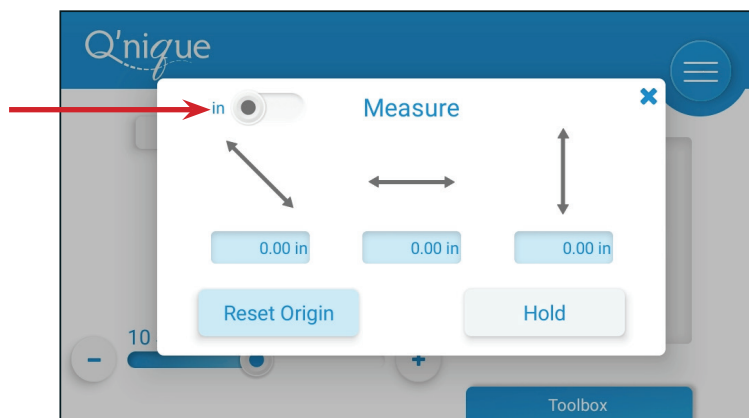 Q'nique
in
Measure
0.00 in
0.00 in
0.00 in
Reset Origin
Hold
10
Toolbox